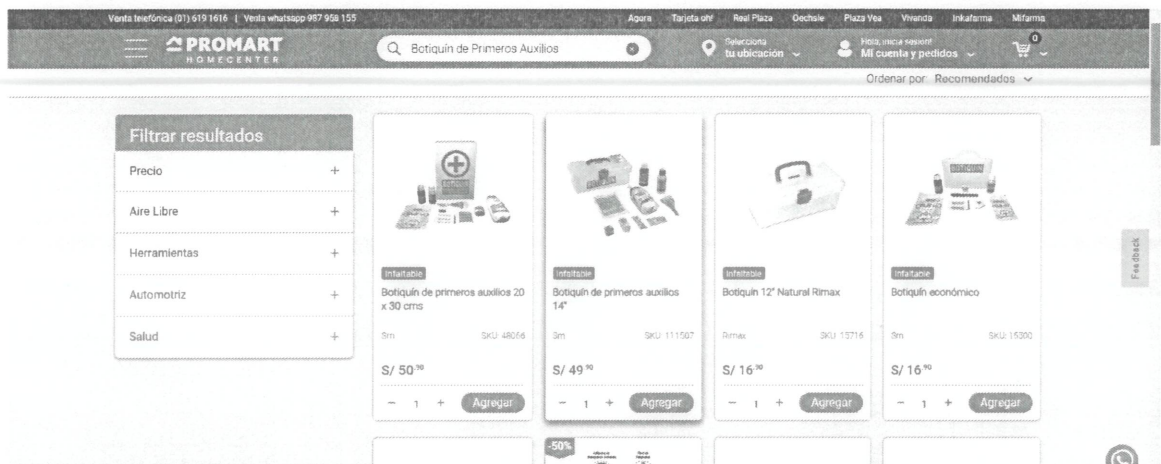 Venta telefónica (01) 619 1616 | Venta whatsapp 987 958 155
Agora Tarjeta oh! Real Plaza Oechsle Plaza Vea Vivanda Inkafarma Mifarma
PROMART
HOMECENTER
Botiquín de Primeros Auxilios
Selecciona
tu ubicación
Hola, inicia sesión!
Mi cuenta y pedidos
0
Ordenar por: Recomendados
Filtrar resultados
Precio +
Aire Libre +
Herramientas +
Automotriz +
Salud +
Infaltable
Botiquín de primeros auxilios 20
x 30 cms
3m SKU: 48066
S/ 50.90
− 1 + Agregar
Infaltable
Botiquín de primeros auxilios
14"
3m SKU: 111507
S/ 49.90
− 1 + Agregar
Infaltable
Botiquín 12" Natural Rimax
Rimax SKU: 13716
S/ 16.90
− 1 + Agregar
BOTIQUIN
Infaltable
Botiquín económico
3m SKU: 15300
S/ 16.90
− 1 + Agregar
-50%
Feedback